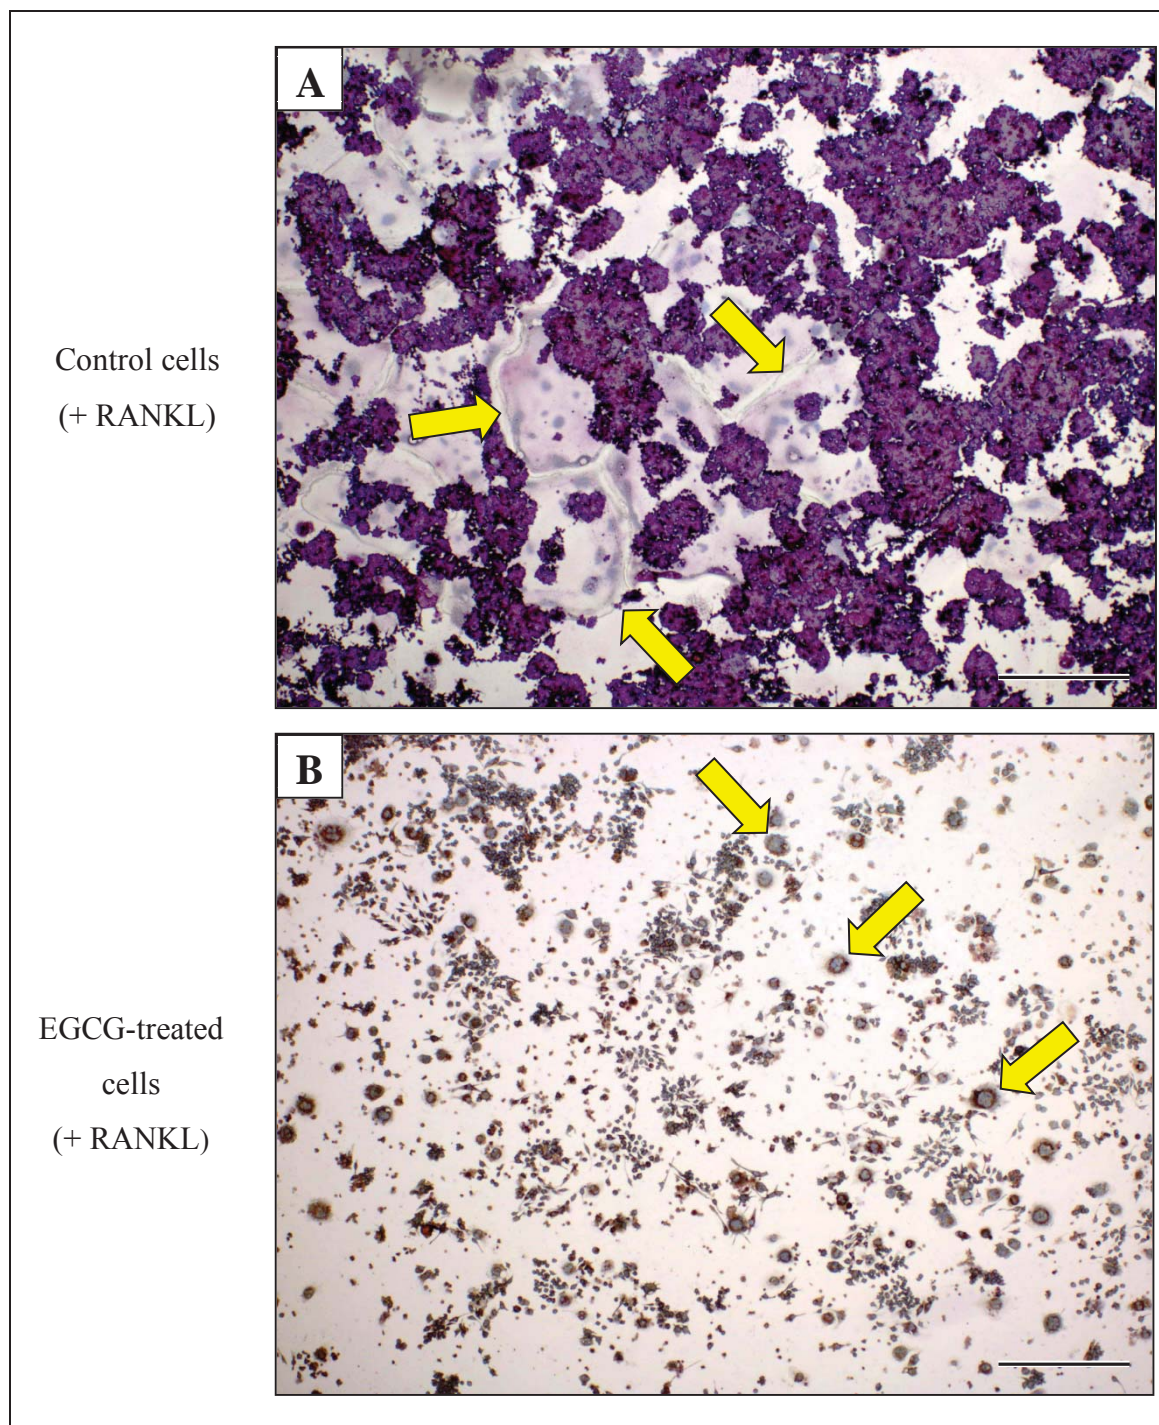 A
Control cells
(+ RANKL)
B
EGCG-treated
cells
(+ RANKL)